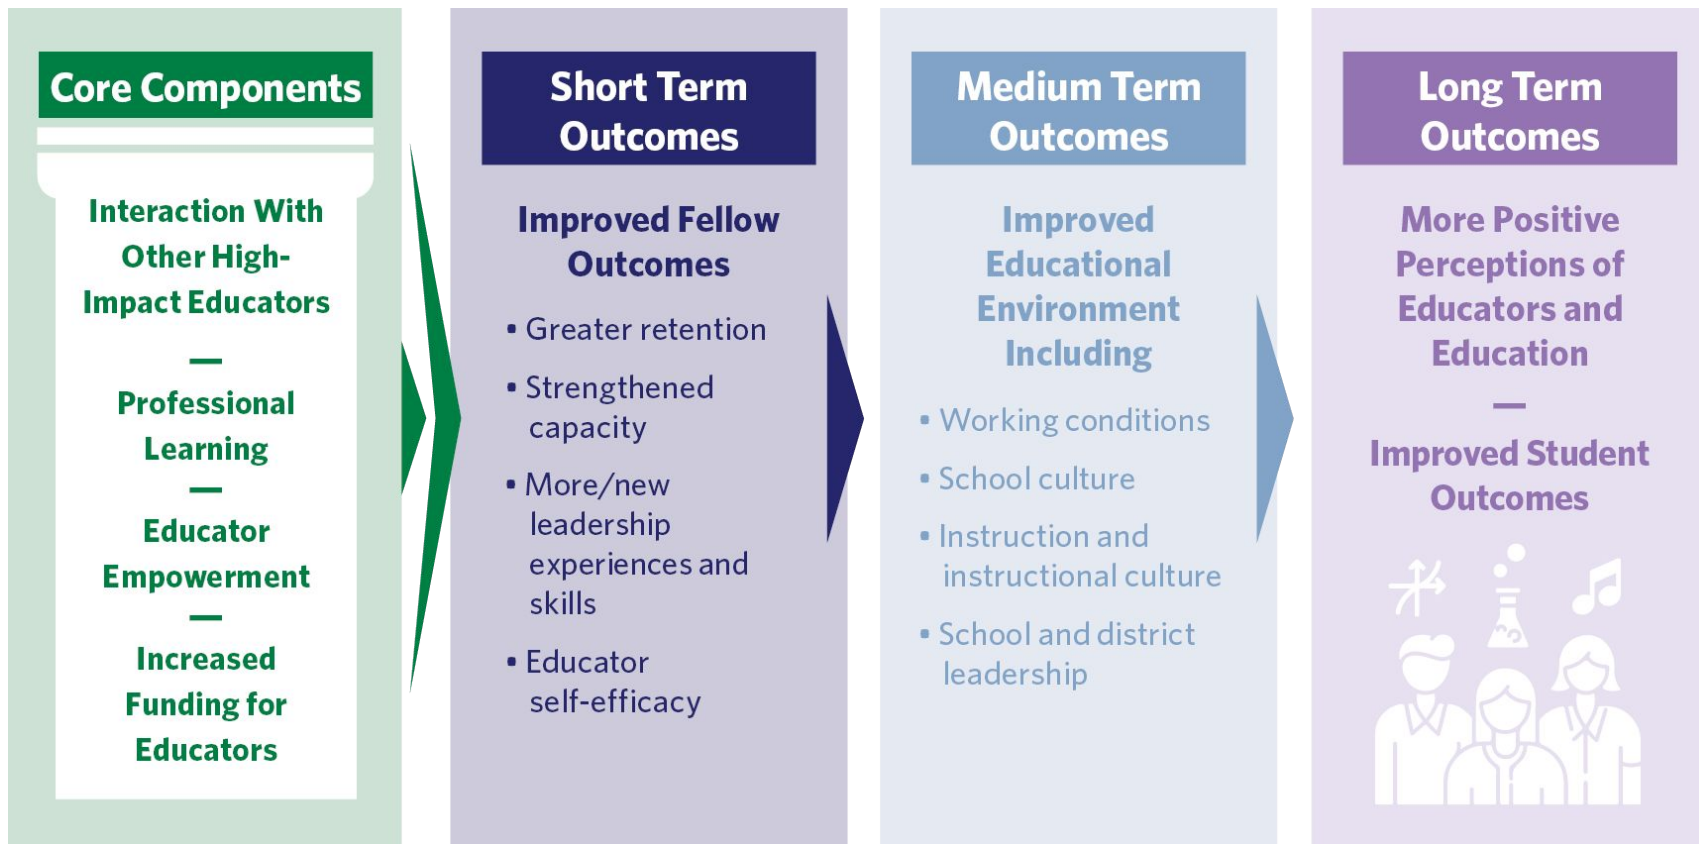 Core Components
Interaction With
Other High-
Impact Educators
—
Professional
Learning
—
Educator
Empowerment
—
Increased
Funding for
Educators
Short Term
Outcomes
Improved Fellow
Outcomes
• Greater retention
• Strengthened
capacity
• More/new
leadership
experiences and
skills
• Educator
self-efficacy
Medium Term
Outcomes
Improved
Educational
Environment
Including
• Working conditions
• School culture
• Instruction and
instructional culture
• School and district
leadership
Long Term
Outcomes
More Positive
Perceptions of
Educators and
Education
—
Improved Student
Outcomes